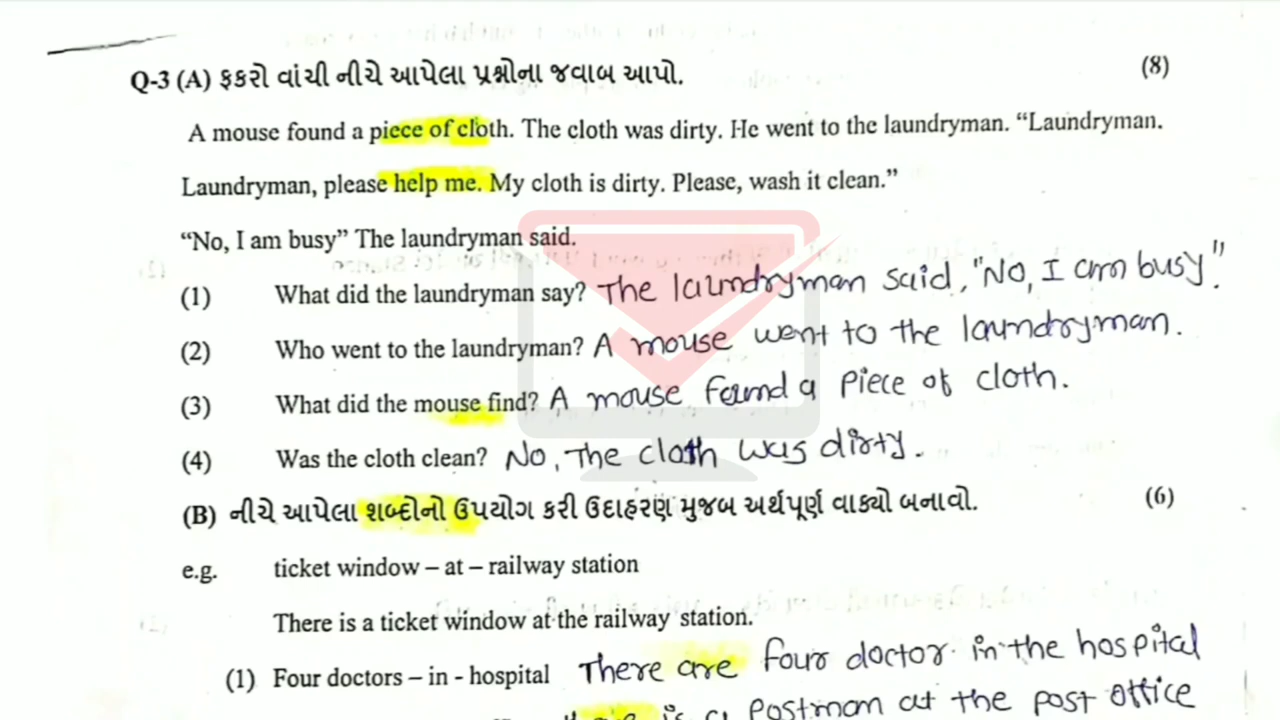 Q-3 (A) ફકરો વાંચી નીચે આપેલા પ્રશ્નોના જવાબ આપો. (8)
A mouse found a piece of cloth. The cloth was dirty. He went to the laundryman. “Laundryman.
Laundryman, please help me. My cloth is dirty. Please, wash it clean.”
“No, I am busy” The laundryman said.
(1) What did the laundryman say? The laundryman said, "No, I am busy".
(2) Who went to the laundryman? A mouse went to the laundryman.
(3) What did the mouse find? A mouse found a piece of cloth.
(4) Was the cloth clean? No, The cloth was dirty.
(B) નીચે આપેલા શબ્દોનો ઉપયોગ કરી ઉદાહરણ મુજબ અર્થપૂર્ણ વાક્યો બનાવો. (6)
e.g. ticket window – at – railway station
There is a ticket window at the railway station.
(1) Four doctors – in - hospital There are four doctor in the hospital
is a Postman at the post office